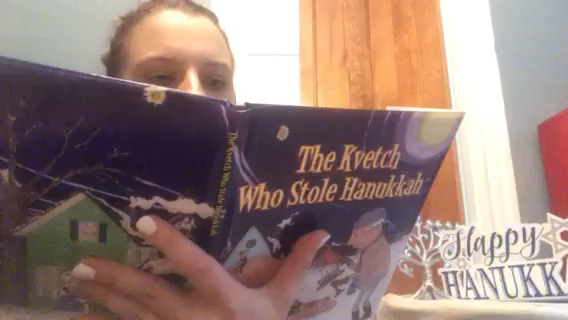 The Kvetch
Who Stole Hanukkah
The Kvetch Who Stole Hanukkah
Happy
HANUKK